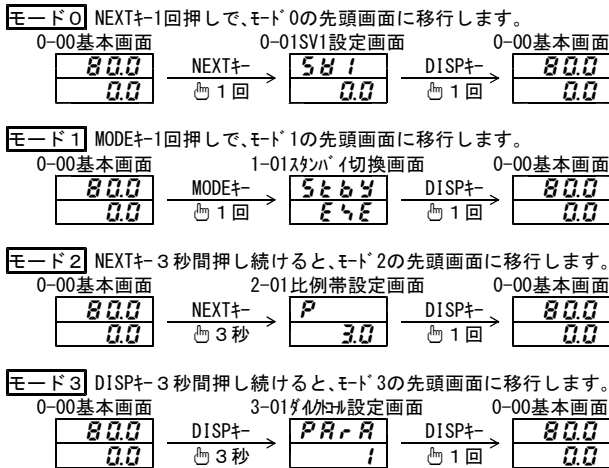 モード0 NEXTｷｰ1回押しで､ﾓｰﾄﾞ0の先頭画面に移行します。
0-00基本画面 0-01SV1設定画面 0-00基本画面
80.0 NEXTｷｰ SV1 DISPｷｰ 80.0
0.0 1回 0.0 1回 0.0
モード1 MODEｷｰ1回押しで､ﾓｰﾄﾞ1の先頭画面に移行します。
0-00基本画面 1-01ｽﾀﾝﾊﾞｲ切換画面 0-00基本画面
80.0 MODEｷｰ Stby DISPｷｰ 80.0
0.0 1回 1回 0.0
モード2 NEXTｷｰ3秒間押し続けると､ﾓｰﾄﾞ2の先頭画面に移行します。
0-00基本画面 2-01比例帯設定画面 0-00基本画面
80.0 NEXTｷｰ P DISPｷｰ 80.0
0.0 3秒 3.0 1回 0.0
モード3 DISPｷｰ3秒間押し続けると､ﾓｰﾄﾞ3の先頭画面に移行します。
0-00基本画面 3-01 設定画面 0-00基本画面
80.0 DISPｷｰ PArA DISPｷｰ 80.0
0.0 3秒 1 1回 0.0